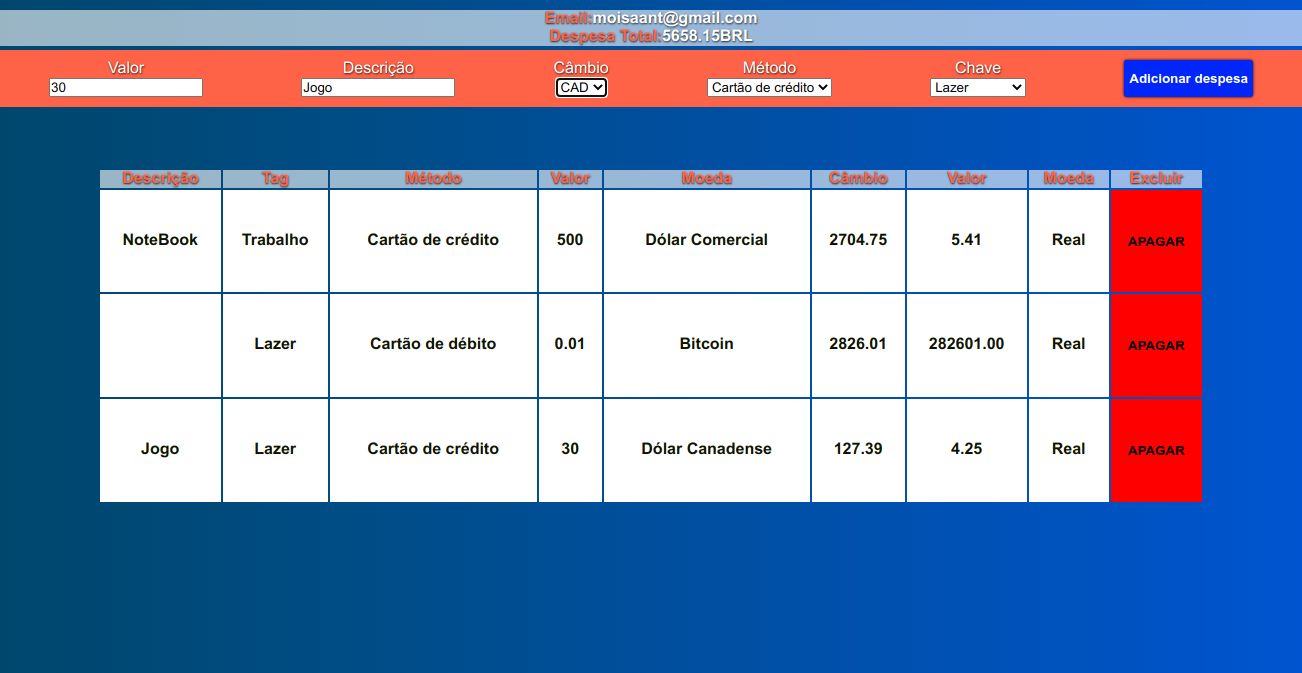 Email:moisaant@gmail.com
Despesa Total:5658.15BRL
Valor Descrição Câmbio Método Chave
30 Jogo CAD Cartão de crédito Lazer Adicionar despesa
Descrição Tag Método Valor Moeda Câmbio Valor Moeda Excluir
NoteBook Trabalho Cartão de crédito 500 Dólar Comercial 2704.75 5.41 Real APAGAR
Lazer Cartão de débito 0.01 Bitcoin 2826.01 282601.00 Real APAGAR
Jogo Lazer Cartão de crédito 30 Dólar Canadense 127.39 4.25 Real APAGAR